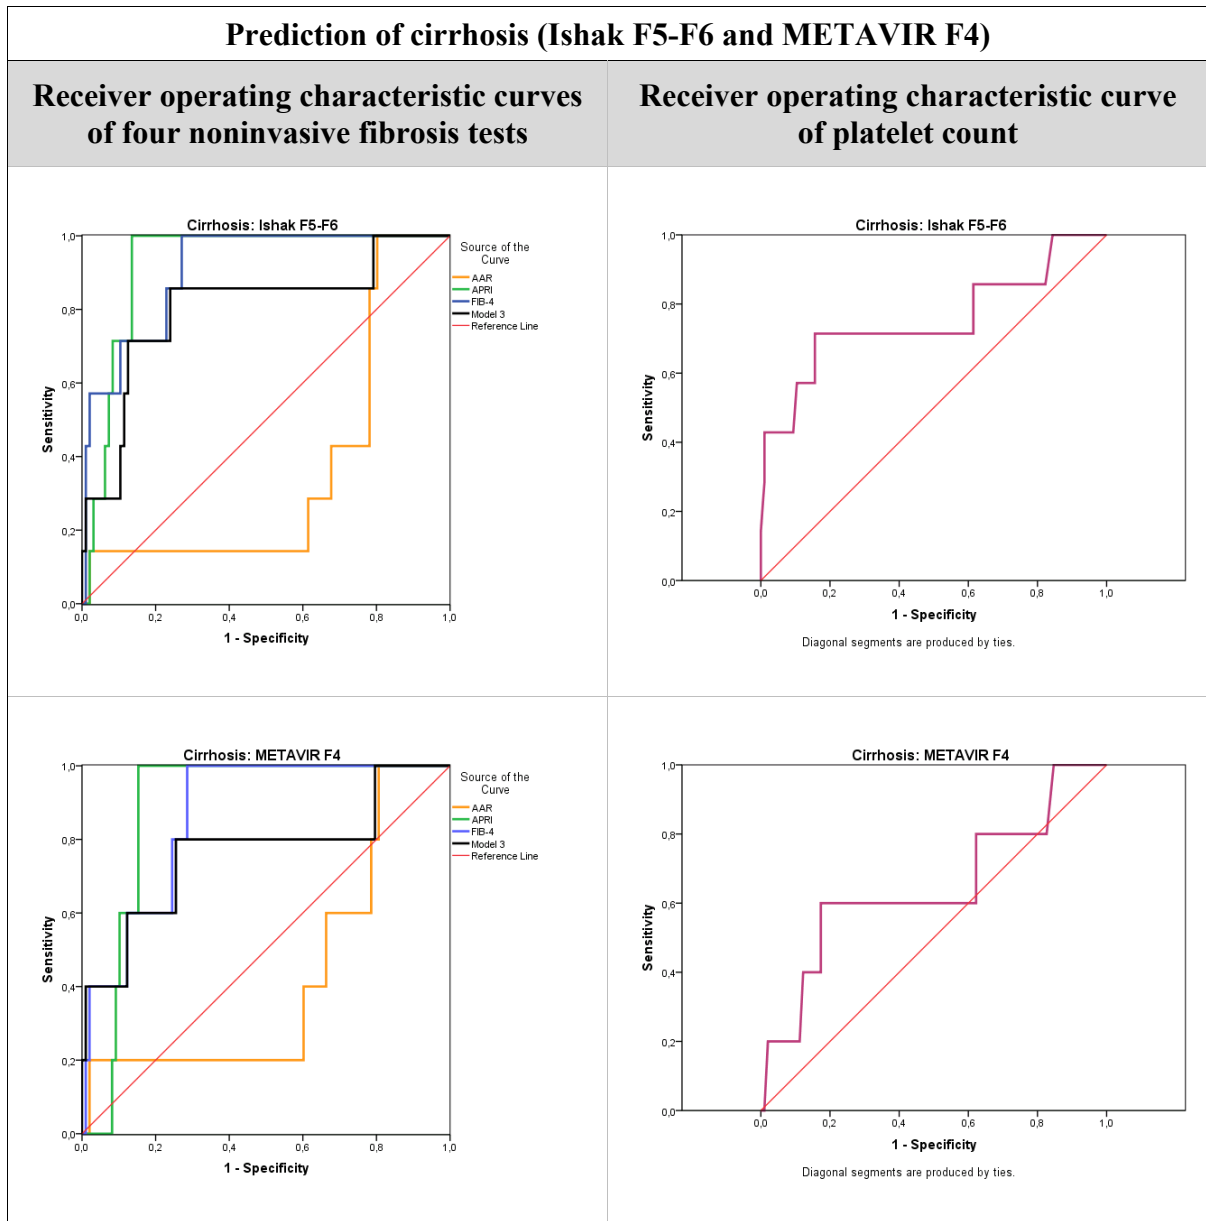 Prediction of cirrhosis (Ishak F5-F6 and METAVIR F4)
Receiver operating characteristic curves
of four noninvasive fibrosis tests
Receiver operating characteristic curve
of platelet count
Cirrhosis: Ishak F5-F6
Source of the
Curve
AAR
APRI
FIB-4
Model 3
Reference Line
Sensitivity
1,0
0,8
0,6
0,4
0,2
0,0
0,0 0,2 0,4 0,6 0,8 1,0
1 - Specificity
Cirrhosis: Ishak F5-F6
Sensitivity
1,0
0,8
0,6
0,4
0,2
0,0
0,0 0,2 0,4 0,6 0,8 1,0
1 - Specificity
Diagonal segments are produced by ties.
Cirrhosis: METAVIR F4
Source of the
Curve
AAR
APRI
FIB-4
Model 3
Reference Line
Sensitivity
1,0
0,8
0,6
0,4
0,2
0,0
0,0 0,2 0,4 0,6 0,8 1,0
1 - Specificity
Cirrhosis: METAVIR F4
Sensitivity
1,0
0,8
0,6
0,4
0,2
0,0
0,0 0,2 0,4 0,6 0,8 1,0
1 - Specificity
Diagonal segments are produced by ties.